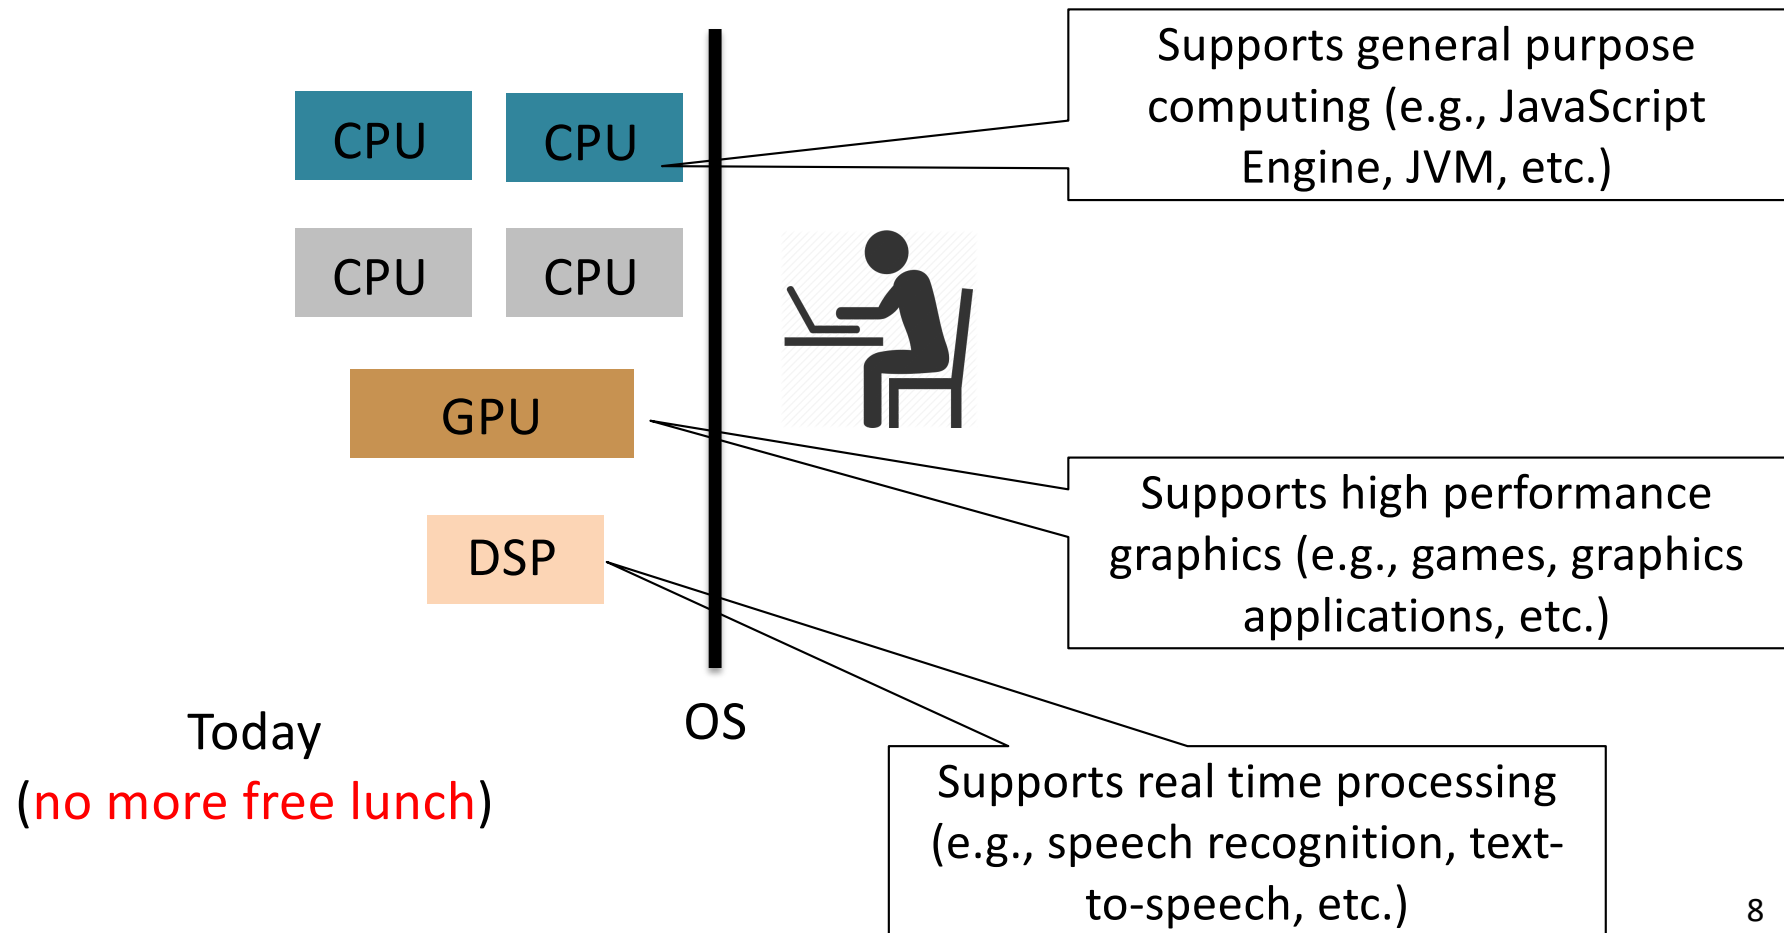 Supports general purpose
computing (e.g., JavaScript
Engine, JVM, etc.)
CPU
CPU
CPU
CPU
GPU
Supports high performance
graphics (e.g., games, graphics
applications, etc.)
DSP
OS
Today
(no more free lunch)
Supports real time processing
(e.g., speech recognition, text-
to-speech, etc.)
8